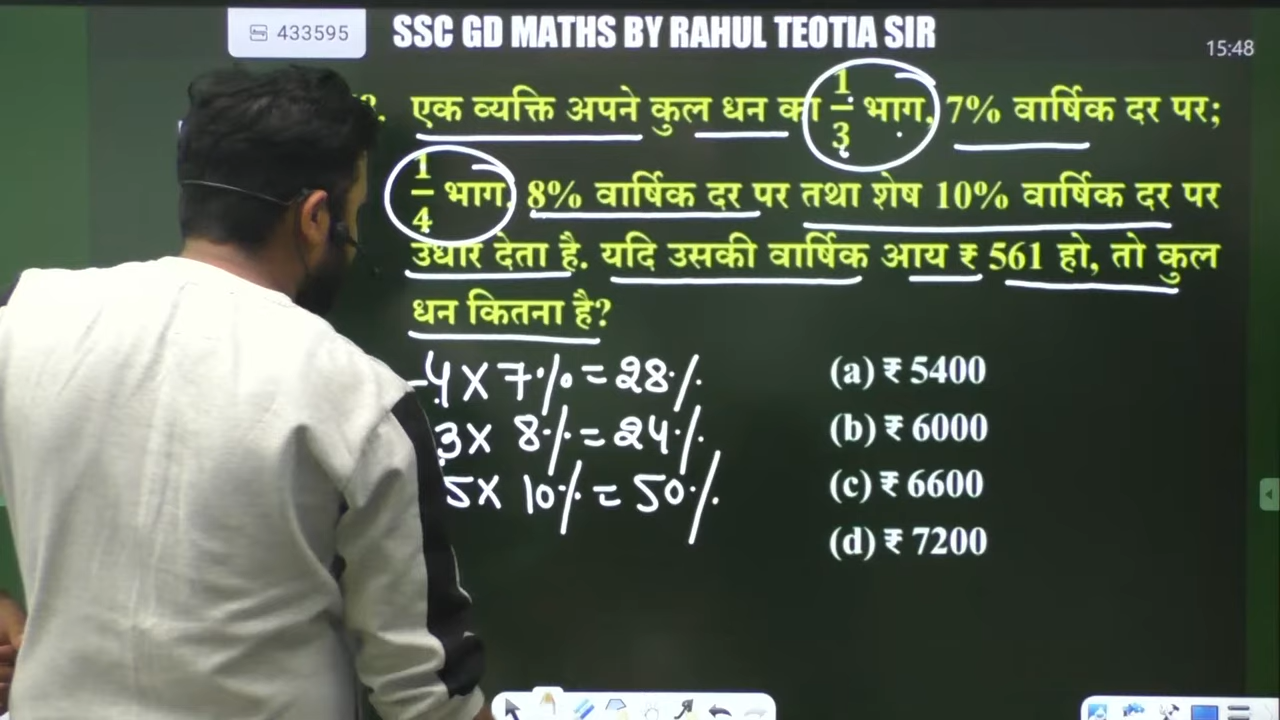 433595
SSC GD MATHS BY RAHUL TEOTIA SIR
15:48
एक व्यक्ति अपने कुल धन का 1/3 भाग, 7% वार्षिक दर पर;
1/4 भाग, 8% वार्षिक दर पर तथा शेष 10% वार्षिक दर पर
उधार देता है. यदि उसकी वार्षिक आय ₹ 561 हो, तो कुल
धन कितना है?
4 × 7% = 28%
3 × 8% = 24%
5 × 10% = 50%
(a) ₹ 5400
(b) ₹ 6000
(c) ₹ 6600
(d) ₹ 7200